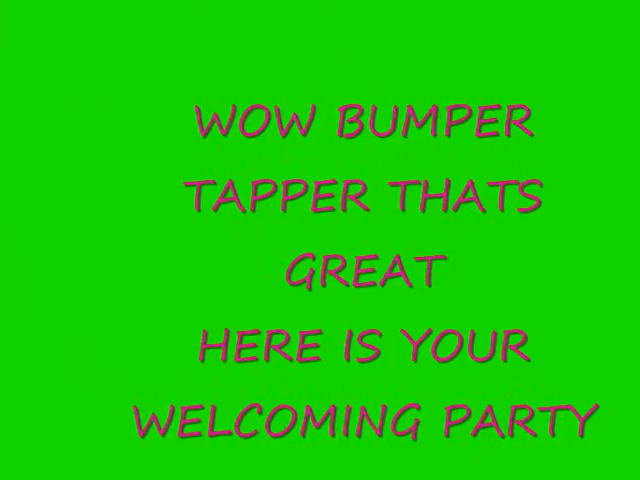 WOW BUMPER
TAPPER THATS
GREAT
HERE IS YOUR
WELCOMING PARTY